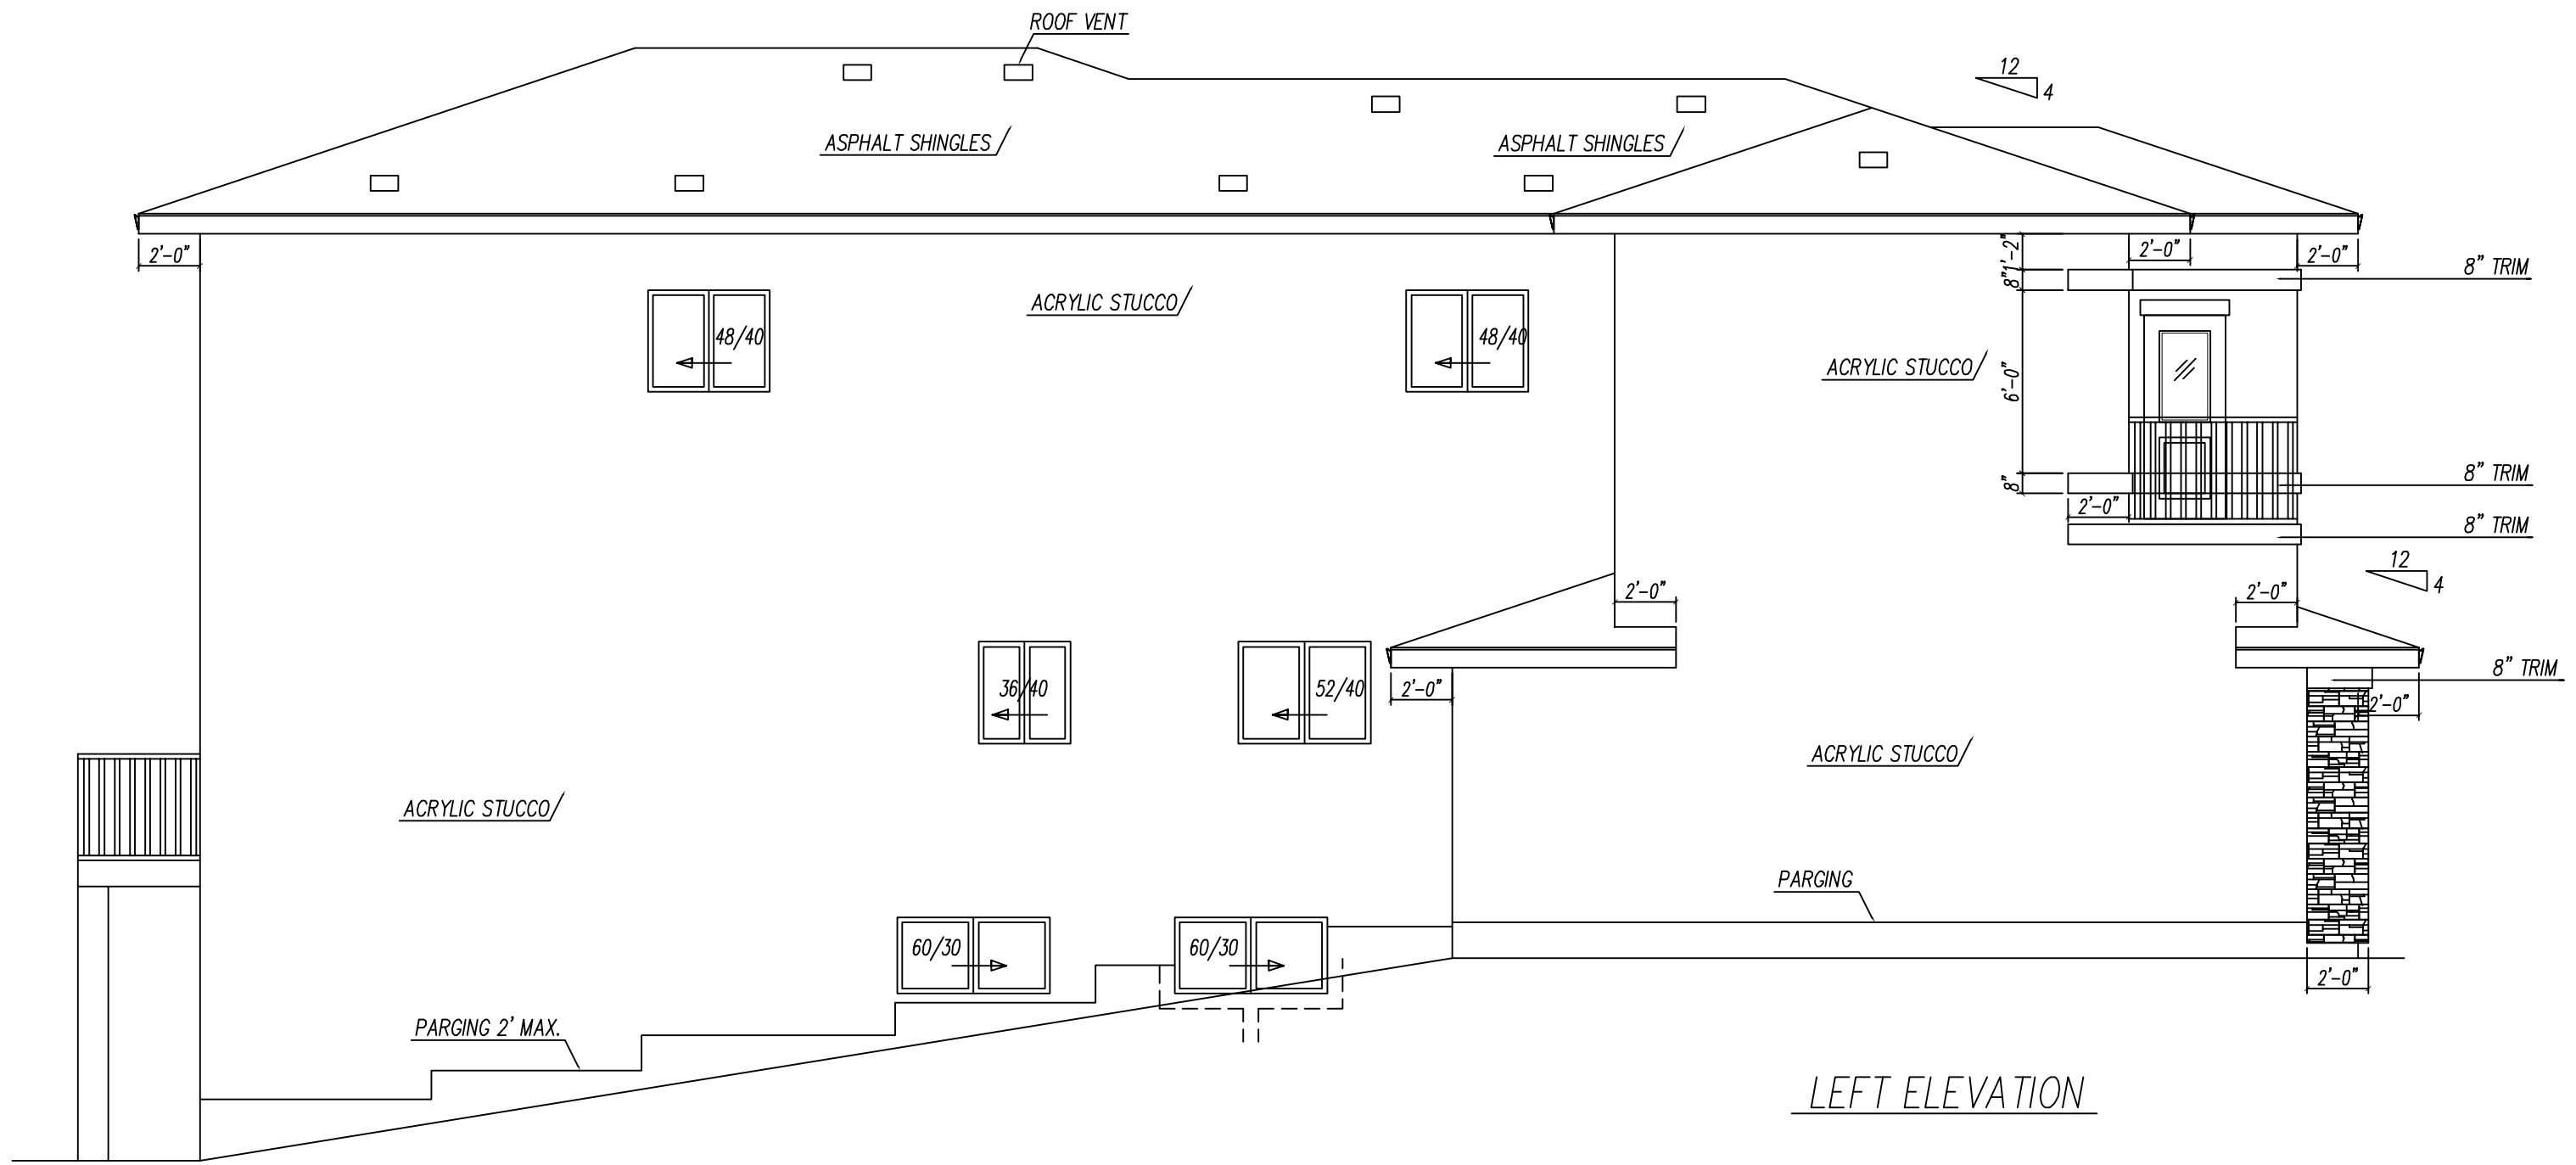 ROOF VENT
12
4
ASPHALT SHINGLES
ASPHALT SHINGLES
2'-0"
1'-2"
2'-0"
2'-0"
8" TRIM
8"
ACRYLIC STUCCO
48/40
48/40
ACRYLIC STUCCO
6'-0"
8" TRIM
8"
2'-0"
8" TRIM
12
4
2'-0"
2'-0"
8" TRIM
36/40
52/40
2'-0"
2'-0"
ACRYLIC STUCCO
ACRYLIC STUCCO
PARGING
60/30
60/30
2'-0"
PARGING 2' MAX.
LEFT ELEVATION